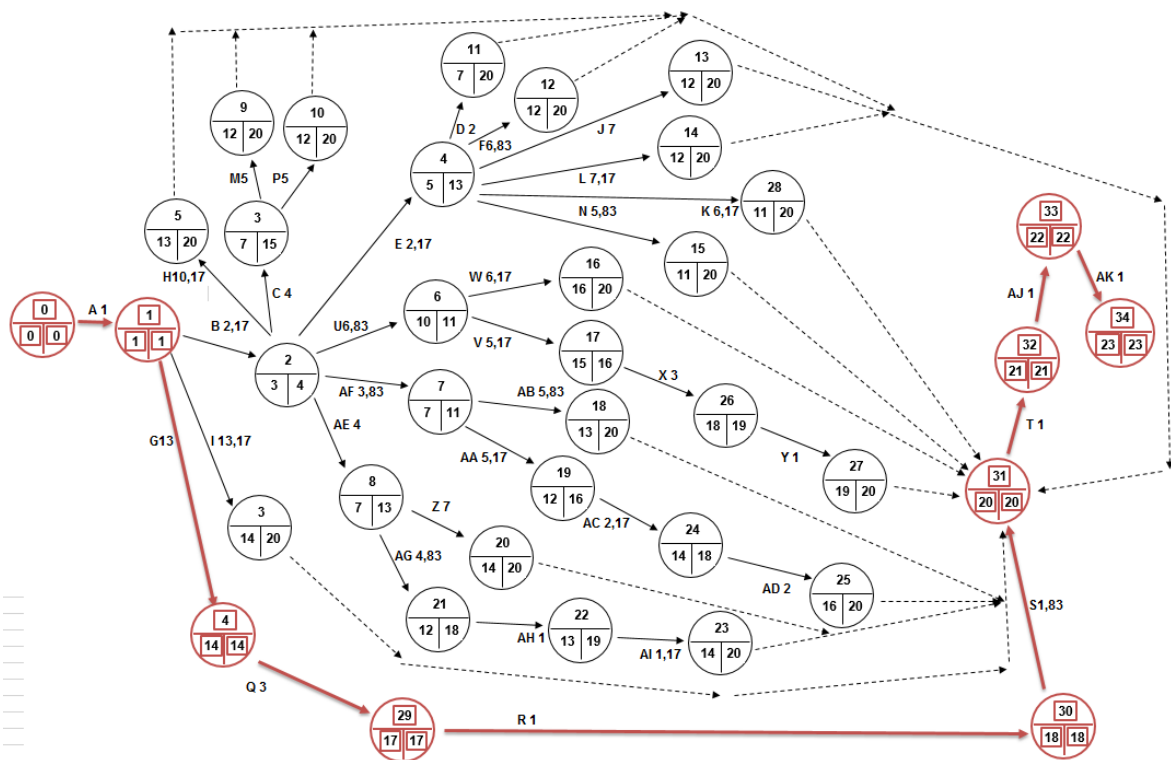 11
7 20
12
12 20
13
12 20
9
12 20
10
12 20
D 2
F6,83
J 7
14
12 20
4
5 13
L 7,17
M5
P5
28
11 20
K 6,17
N 5,83
5
13 20
3
7 15
E 2,17
15
11 20
33
22 22
H10,17
C 4
W 6,17
16
16 20
AK 1
AJ 1
0
0 0
A 1
1
1 1
B 2,17
6
10 11
U6,83
V 5,17
17
15 16
34
23 23
2
3 4
X 3
32
21 21
AF 3,83
7
7 11
AB 5,83
18
13 20
26
18 19
AE 4
T 1
G13
I 13,17
AA 5,17
Y 1
27
19 20
31
20 20
19
12 16
8
7 13
Z 7
AC 2,17
3
14 20
24
14 18
20
14 20
AG 4,83
AD 2
25
16 20
21
12 18
22
13 19
23
14 20
S1,83
AH 1
AI 1,17
4
14 14
Q 3
29
17 17
R 1
30
18 18